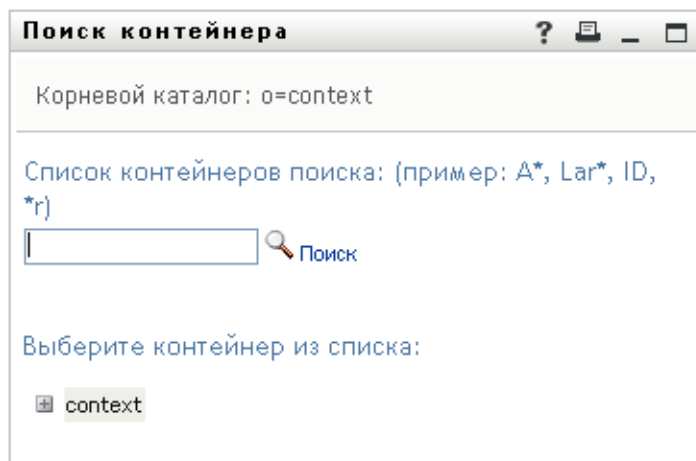 Поиск контейнера ?
Корневой каталог: o=context
Список контейнеров поиска: (пример: A*, Lar*, ID,
*r)
Поиск
Выберите контейнер из списка:
context